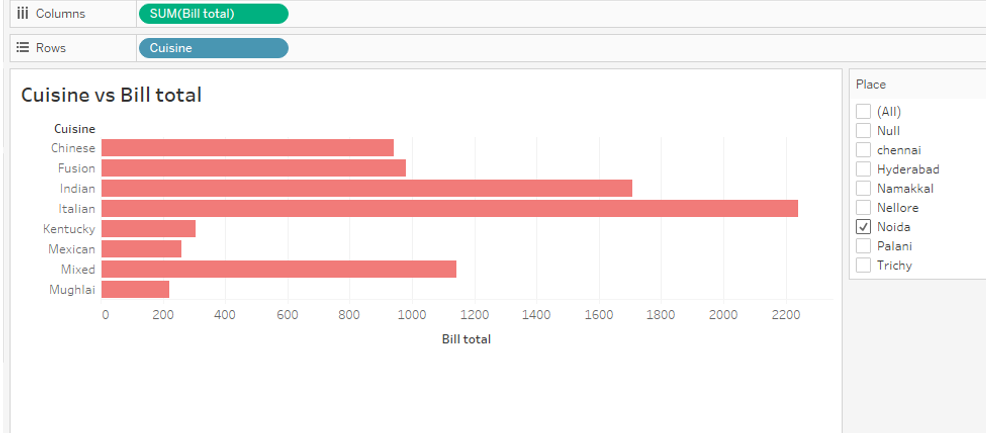 Columns
SUM(Bill total)
Rows
Cuisine
Cuisine vs Bill total
Cuisine
Chinese
Fusion
Indian
Italian
Kentucky
Mexican
Mixed
Mughlai
0 200 400 600 800 1000 1200 1400 1600 1800 2000 2200
Bill total
Place
(All)
Null
chennai
Hyderabad
Namakkal
Nellore
Noida
Palani
Trichy